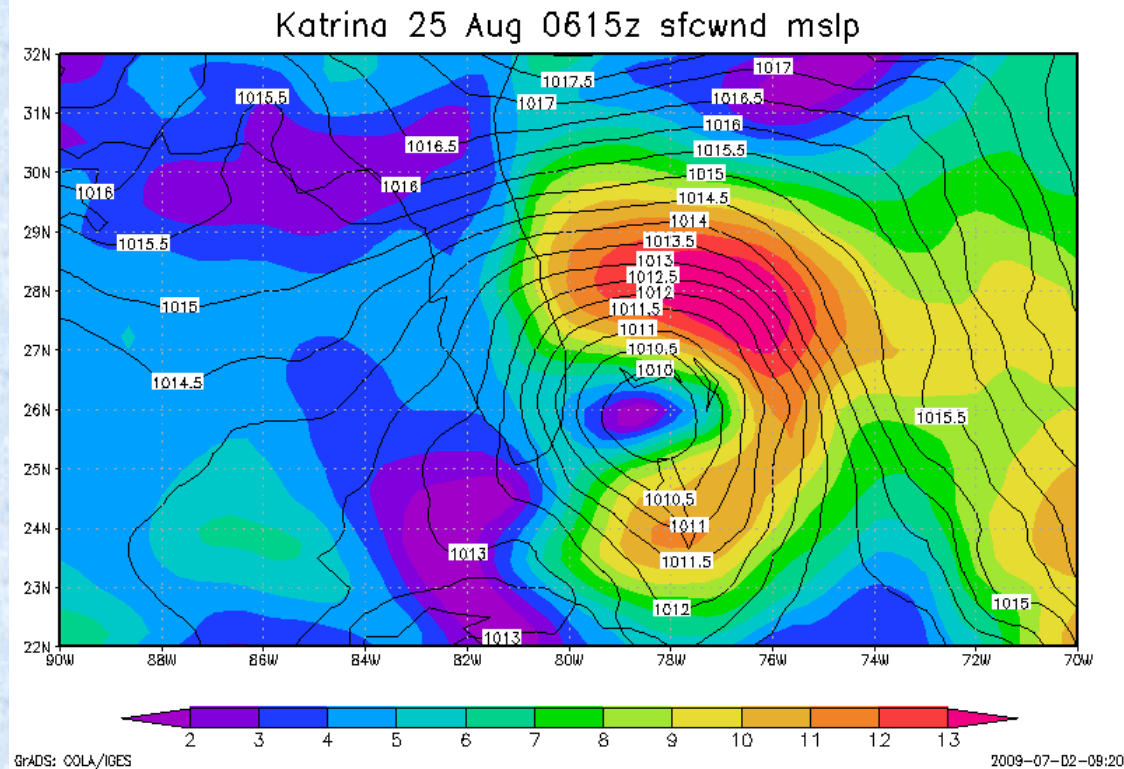 Katrina 25 Aug 0615z sfcwnd mslp
32N
31N
30N
29N
28N
27N
26N
25N
24N
23N
22N
90W 88W 86W 84W 82W 80W 78W 76W 74W 72W 70W
1017.5
1017
1017
1016.5
1015.5
1016
1016.5
1015.5
1016
1015
1016
1014.5
1014
1015.5
1013.5
1013
1012.5
1012
1015
1011.5
1011
1010.5
1010
1014.5
1015.5
1010.5
1011
1013
1011.5
1015
1012
1013
2 3 4 5 6 7 8 9 10 11 12 13
GrADS: COLA/IGES
2009-07-02-09:20